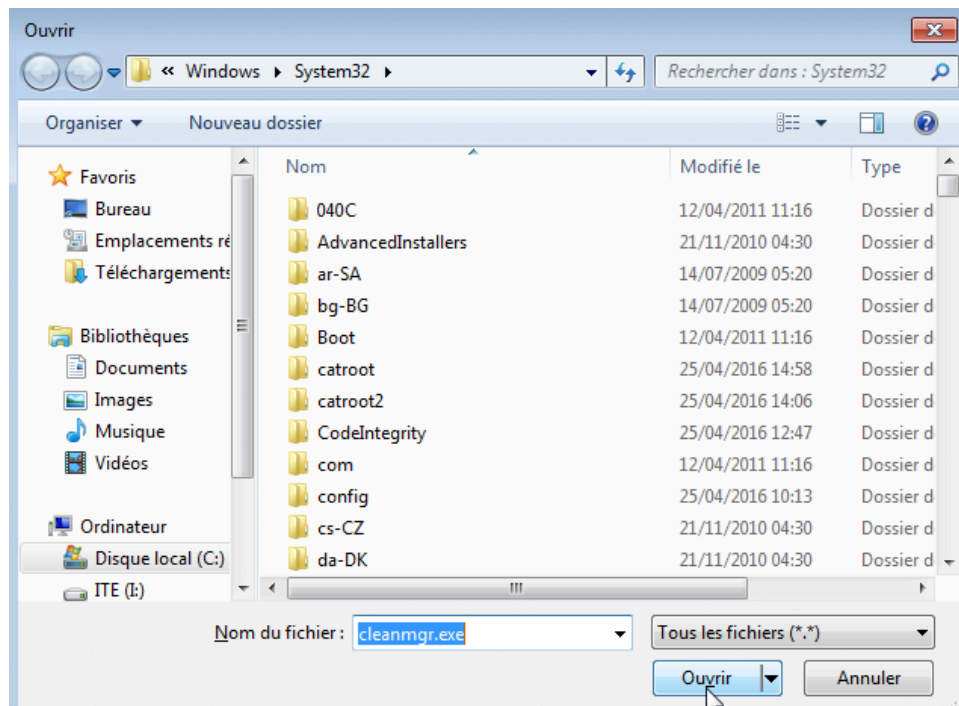 Ouvrir
« Windows System32
Rechercher dans : System32
Organiser Nouveau dossier
Favoris
Bureau
Emplacements ré
Téléchargements
Bibliothèques
Documents
Images
Musique
Vidéos
Ordinateur
Disque local (C:)
ITE (I:)
Nom Modifié le Type
040C 12/04/2011 11:16 Dossier d
AdvancedInstallers 21/11/2010 04:30 Dossier d
ar-SA 14/07/2009 05:20 Dossier d
bg-BG 14/07/2009 05:20 Dossier d
Boot 12/04/2011 11:16 Dossier d
catroot 25/04/2016 14:58 Dossier d
catroot2 25/04/2016 14:06 Dossier d
CodeIntegrity 25/04/2016 12:47 Dossier d
com 12/04/2011 11:16 Dossier d
config 25/04/2016 10:13 Dossier d
cs-CZ 21/11/2010 04:30 Dossier d
da-DK 21/11/2010 04:30 Dossier d
Nom du fichier : cleanmgr.exe Tous les fichiers (*.*)
Ouvrir Annuler